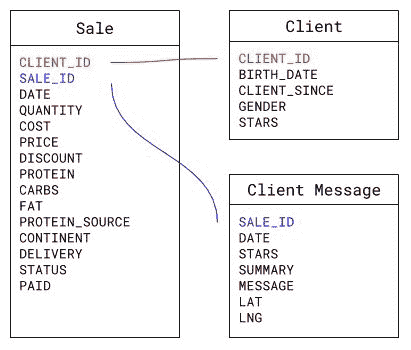 Sale
CLIENT_ID
SALE_ID
DATE
QUANTITY
COST
PRICE
DISCOUNT
PROTEIN
CARBS
FAT
PROTEIN_SOURCE
CONTINENT
DELIVERY
STATUS
PAID
Client
CLIENT_ID
BIRTH_DATE
CLIENT_SINCE
GENDER
STARS
Client Message
SALE_ID
DATE
STARS
SUMMARY
MESSAGE
LAT
LNG